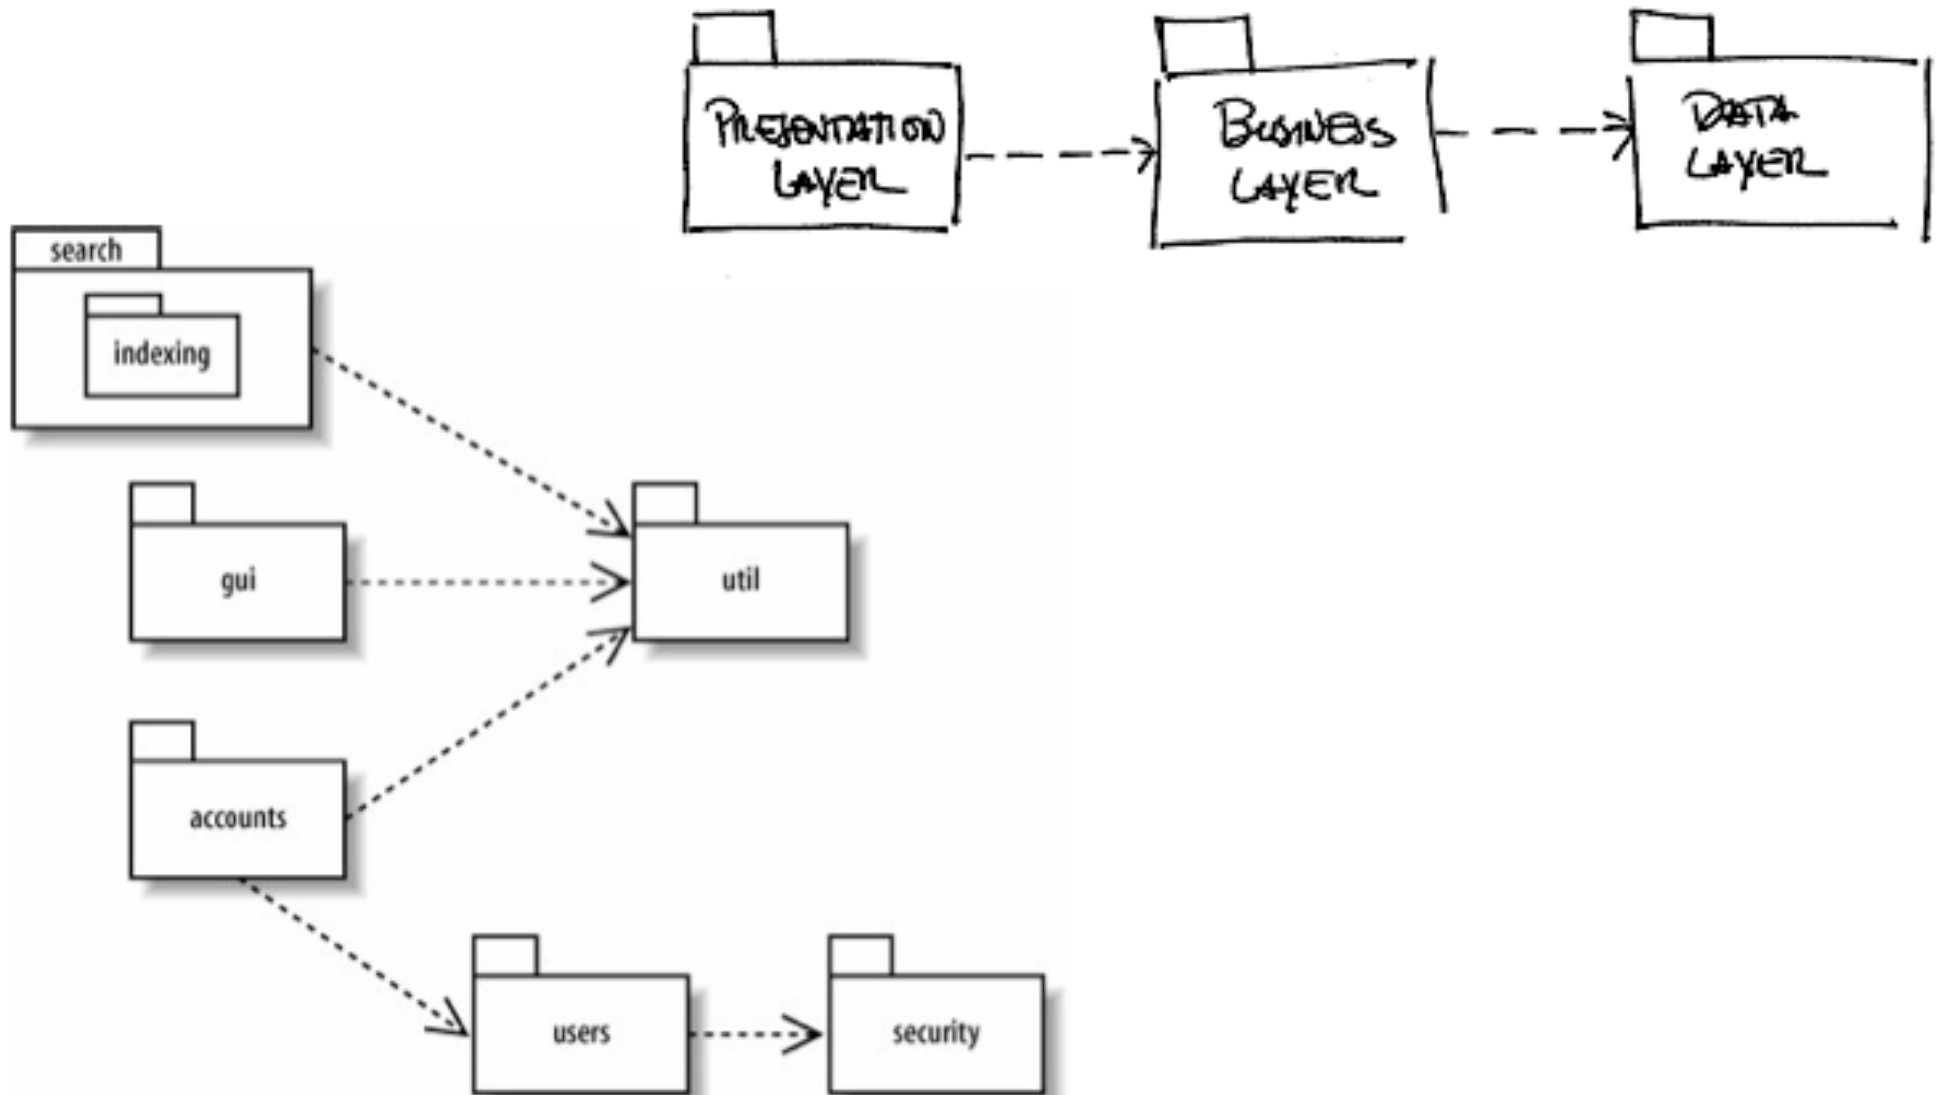 PRESENTATION
LAYER
BUSINESS
LAYER
DATA
LAYER
search
indexing
gui
util
accounts
users
security